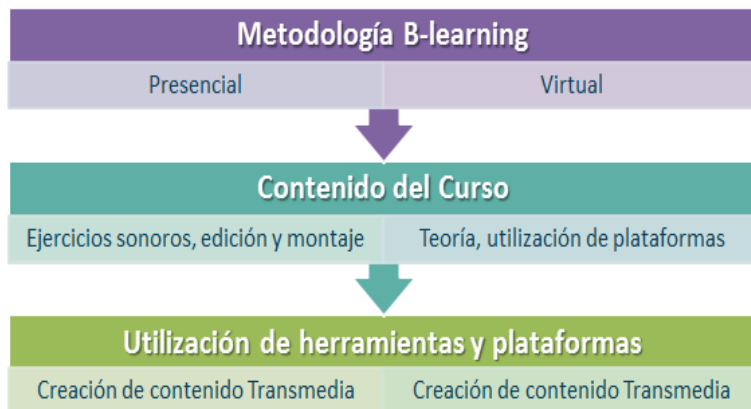 Metodología B-learning
Presencial
Virtual
Contenido del Curso
Ejercicios sonoros, edición y montaje
Teoría, utilización de plataformas
Utilización de herramientas y plataformas
Creación de contenido Transmedia
Creación de contenido Transmedia